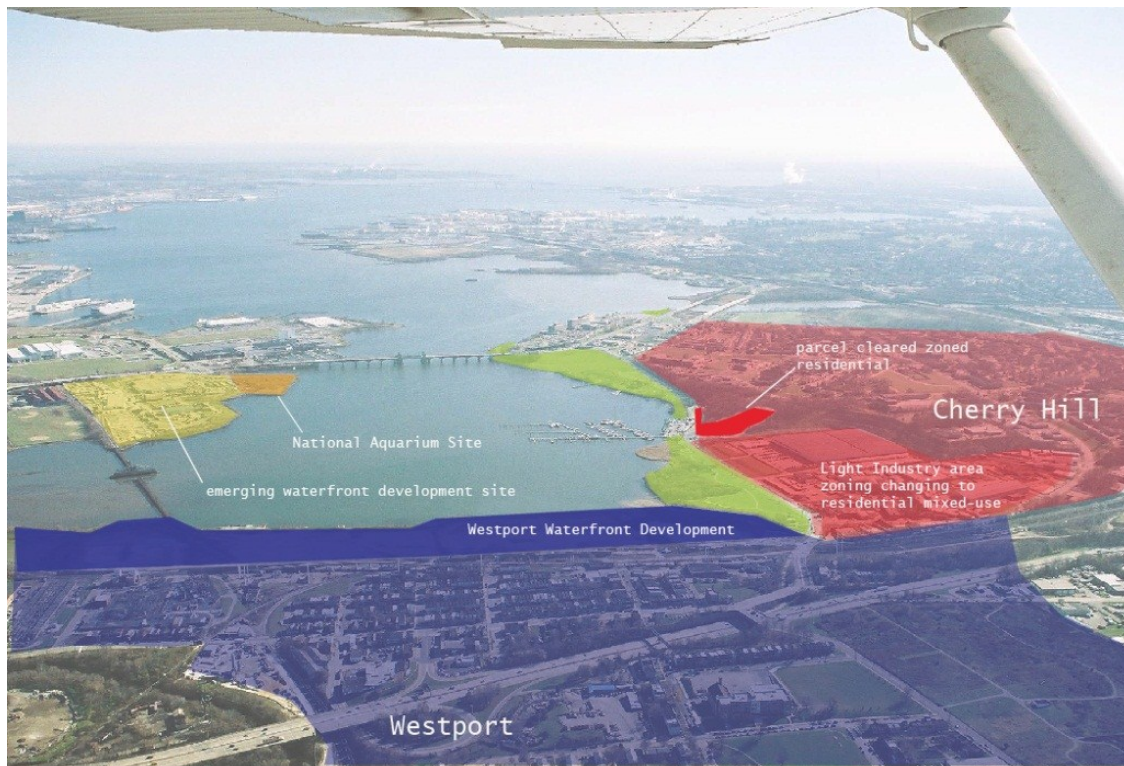 parcel cleared zoned
residential
Cherry Hill
National Aquarium Site
Light Industry area
zoning changing to
residential mixed-use
emerging waterfront development site
Westport Waterfront Development
Westport